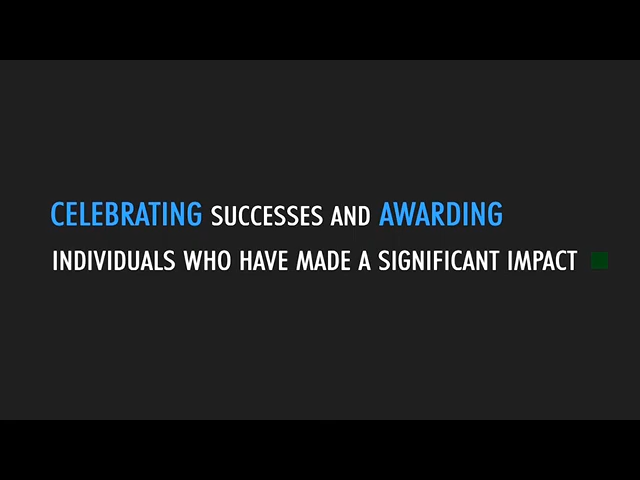 CELEBRATING SUCCESSES AND AWARDING
INDIVIDUALS WHO HAVE MADE A SIGNIFICANT IMPACT